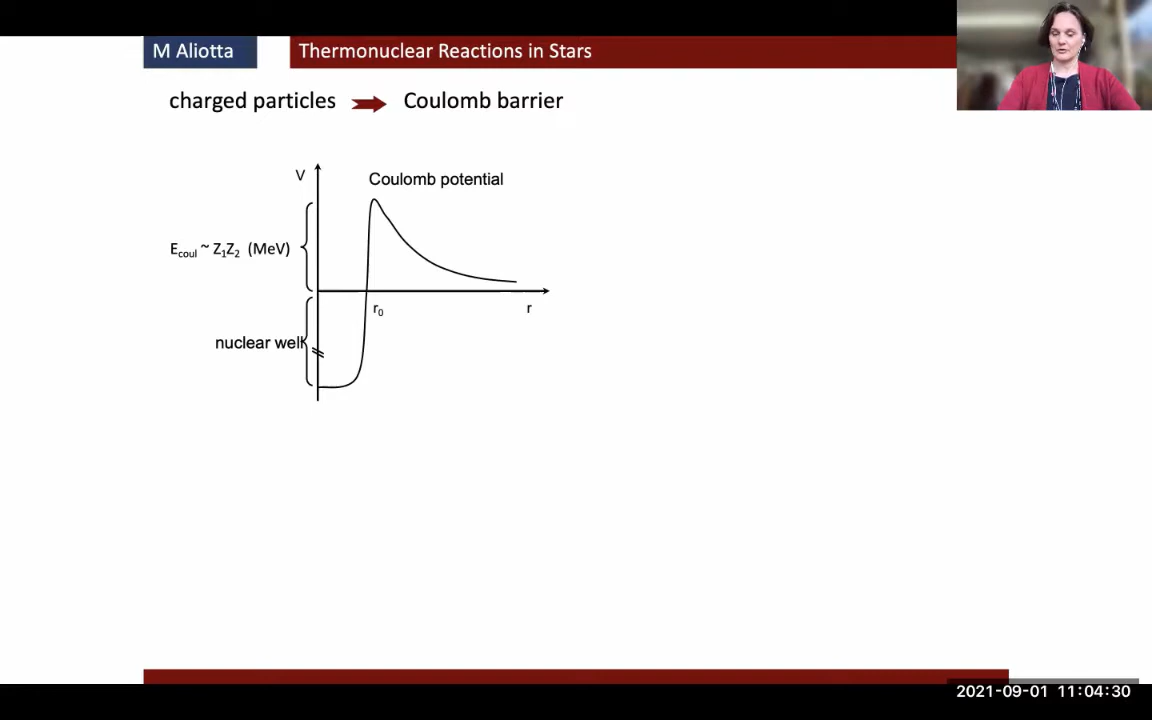 M Aliotta
Thermonuclear Reactions in Stars
charged particles
Coulomb barrier
V
Coulomb potential
E_coul ~ Z₁Z₂ (MeV)
r₀
r
nuclear well
2021-09-01 11:04:30